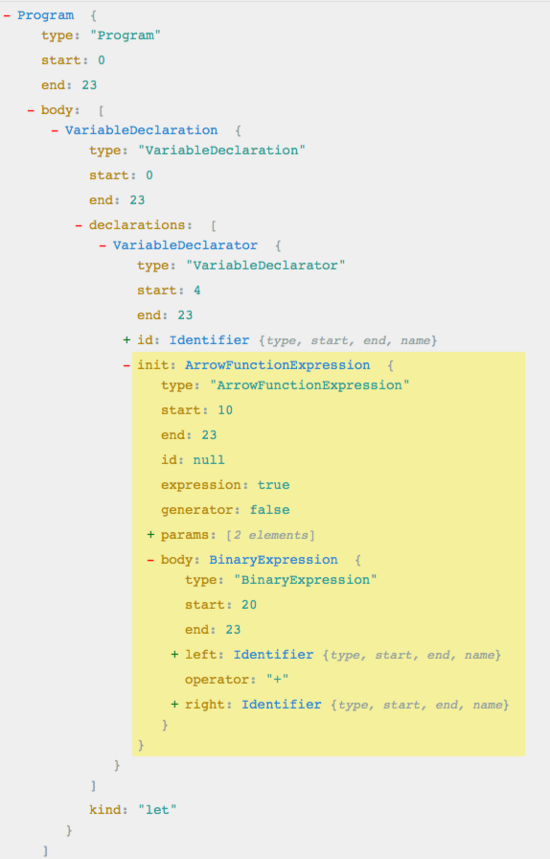 - Program {
type: "Program"
start: 0
end: 23
- body: [
- VariableDeclaration {
type: "VariableDeclaration"
start: 0
end: 23
- declarations: [
- VariableDeclarator {
type: "VariableDeclarator"
start: 4
end: 23
+ id: Identifier {type, start, end, name}
- init: ArrowFunctionExpression {
type: "ArrowFunctionExpression"
start: 10
end: 23
id: null
expression: true
generator: false
+ params: [2 elements]
- body: BinaryExpression {
type: "BinaryExpression"
start: 20
end: 23
+ left: Identifier {type, start, end, name}
operator: "+"
+ right: Identifier {type, start, end, name}
}
}
}
]
kind: "let"
}
]